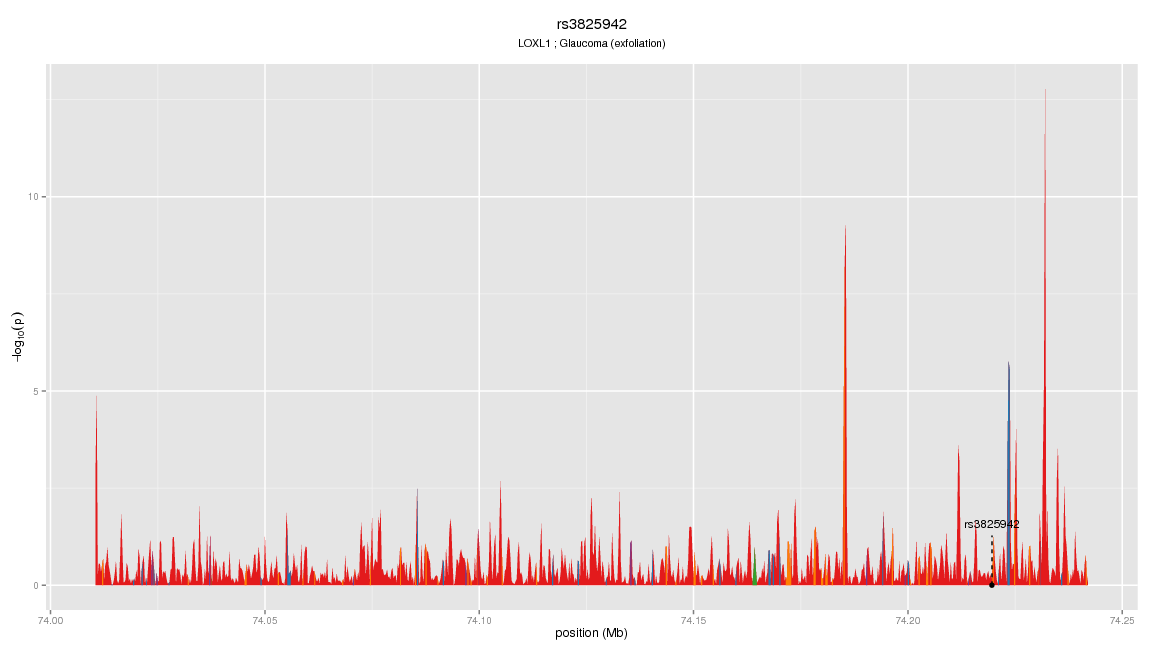 rs3825942
LOXL1 ; Glaucoma (exfoliation)
10
5
0
−log10(p)
rs3825942
74.00 74.05 74.10 74.15 74.20 74.25
position (Mb)